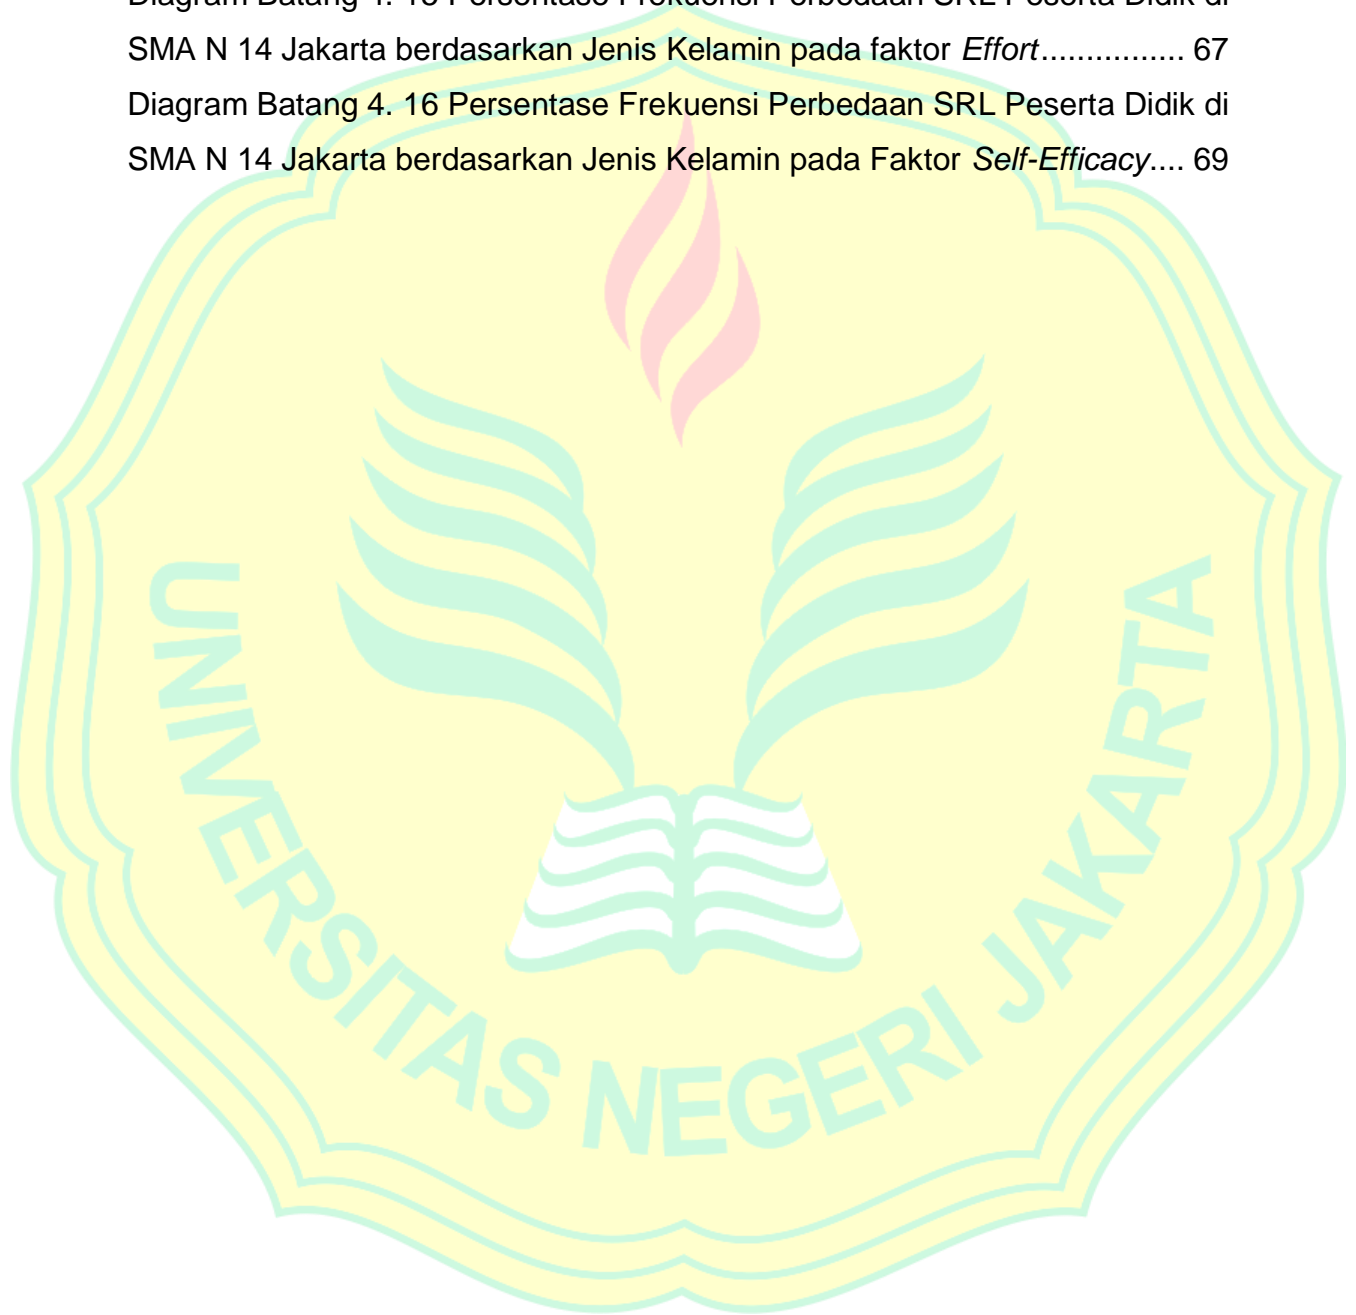 SMA N 14 Jakarta berdasarkan Jenis Kelamin pada faktor Effort................ 67
Diagram Batang 4. 16 Persentase Frekuensi Perbedaan SRL Peserta Didik di
SMA N 14 Jakarta berdasarkan Jenis Kelamin pada Faktor Self-Efficacy.... 69
UNIVERSITAS NEGERI JAKARTA